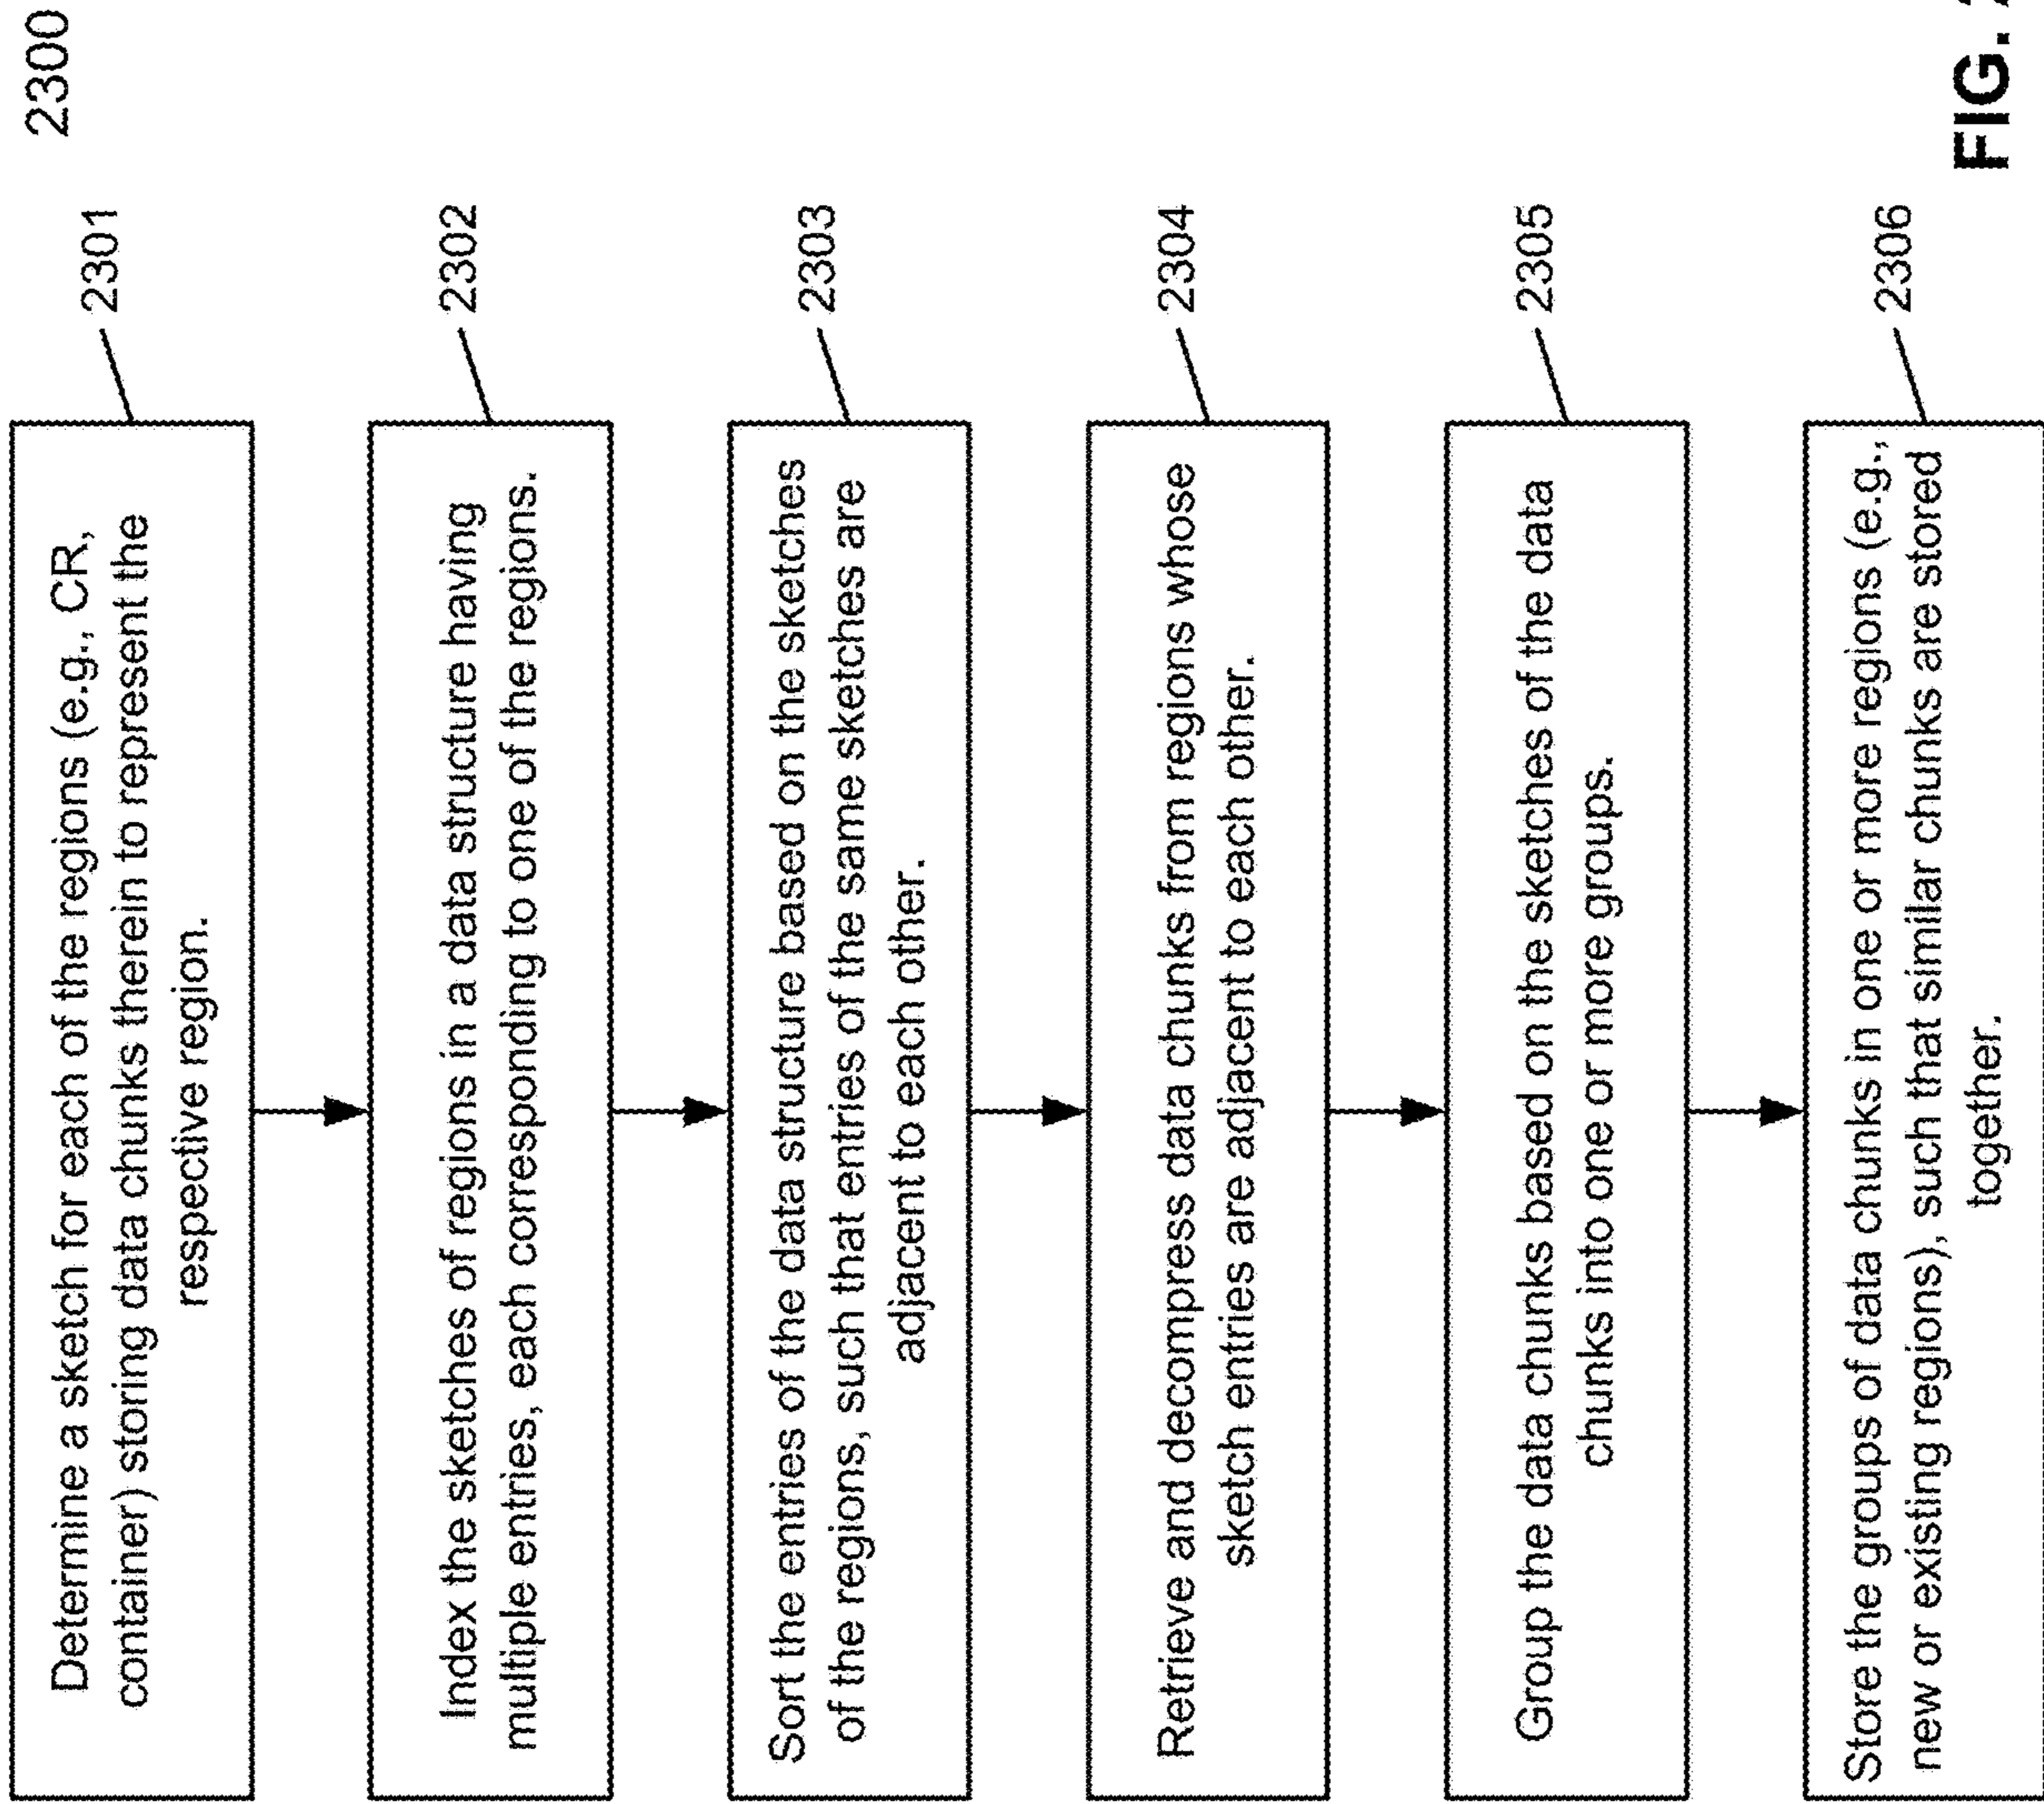 2300
Determine a sketch for each of the regions (e.g., CR,
container) storing data chunks therein to represent the
respective region.
2301
Index the sketches of regions in a data structure having
multiple entries, each corresponding to one of the regions.
2302
Sort the entries of the data structure based on the sketches
of the regions, such that entries of the same sketches are
adjacent to each other.
2303
Retrieve and decompress data chunks from regions whose
sketch entries are adjacent to each other.
2304
Group the data chunks based on the sketches of the data
chunks into one or more groups.
2305
Store the groups of data chunks in one or more regions (e.g.,
new or existing regions), such that similar chunks are stored
together.
2306
FIG.